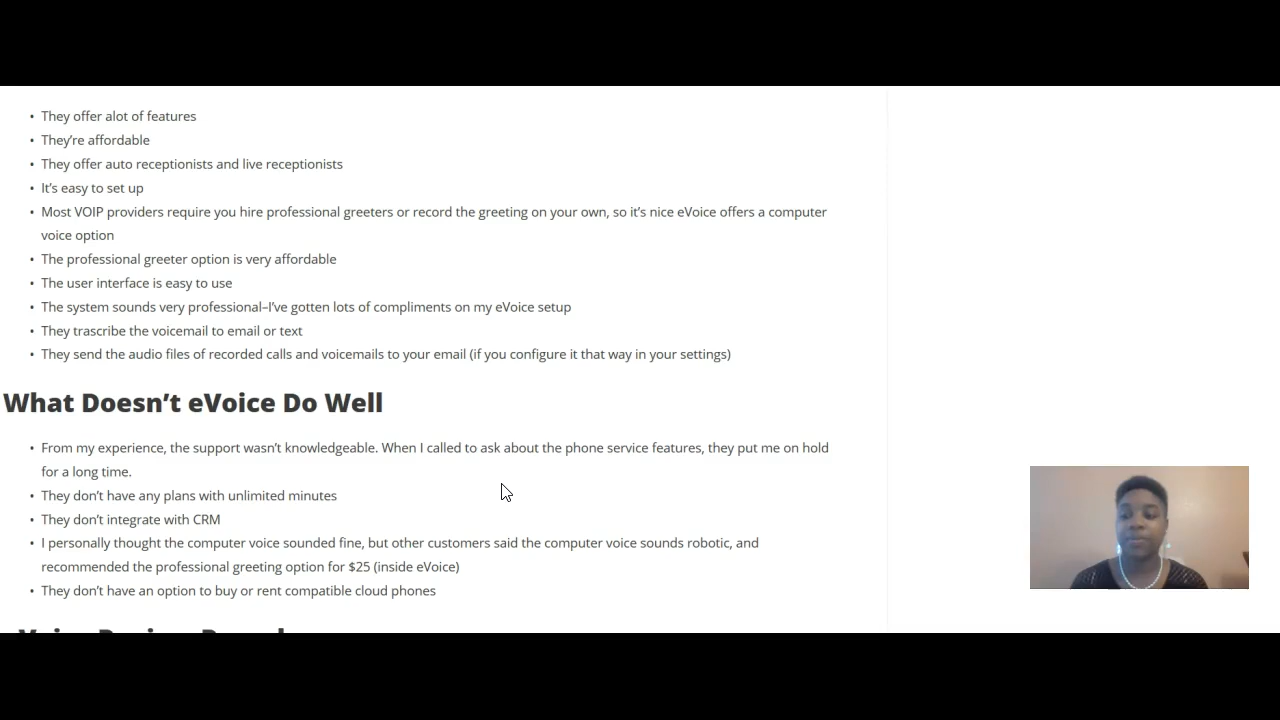 • They offer alot of features
• They’re affordable
• They offer auto receptionists and live receptionists
• It’s easy to set up
• Most VOIP providers require you hire professional greeters or record the greeting on your own, so it’s nice eVoice offers a computer
voice option
• The professional greeter option is very affordable
• The user interface is easy to use
• The system sounds very professional–I’ve gotten lots of compliments on my eVoice setup
• They trascribe the voicemail to email or text
• They send the audio files of recorded calls and voicemails to your email (if you configure it that way in your settings)
What Doesn’t eVoice Do Well
• From my experience, the support wasn’t knowledgeable. When I called to ask about the phone service features, they put me on hold
for a long time.
• They don’t have any plans with unlimited minutes
• They don’t integrate with CRM
• I personally thought the computer voice sounded fine, but other customers said the computer voice sounds robotic, and
recommended the professional greeting option for $25 (inside eVoice)
• They don’t have an option to buy or rent compatible cloud phones